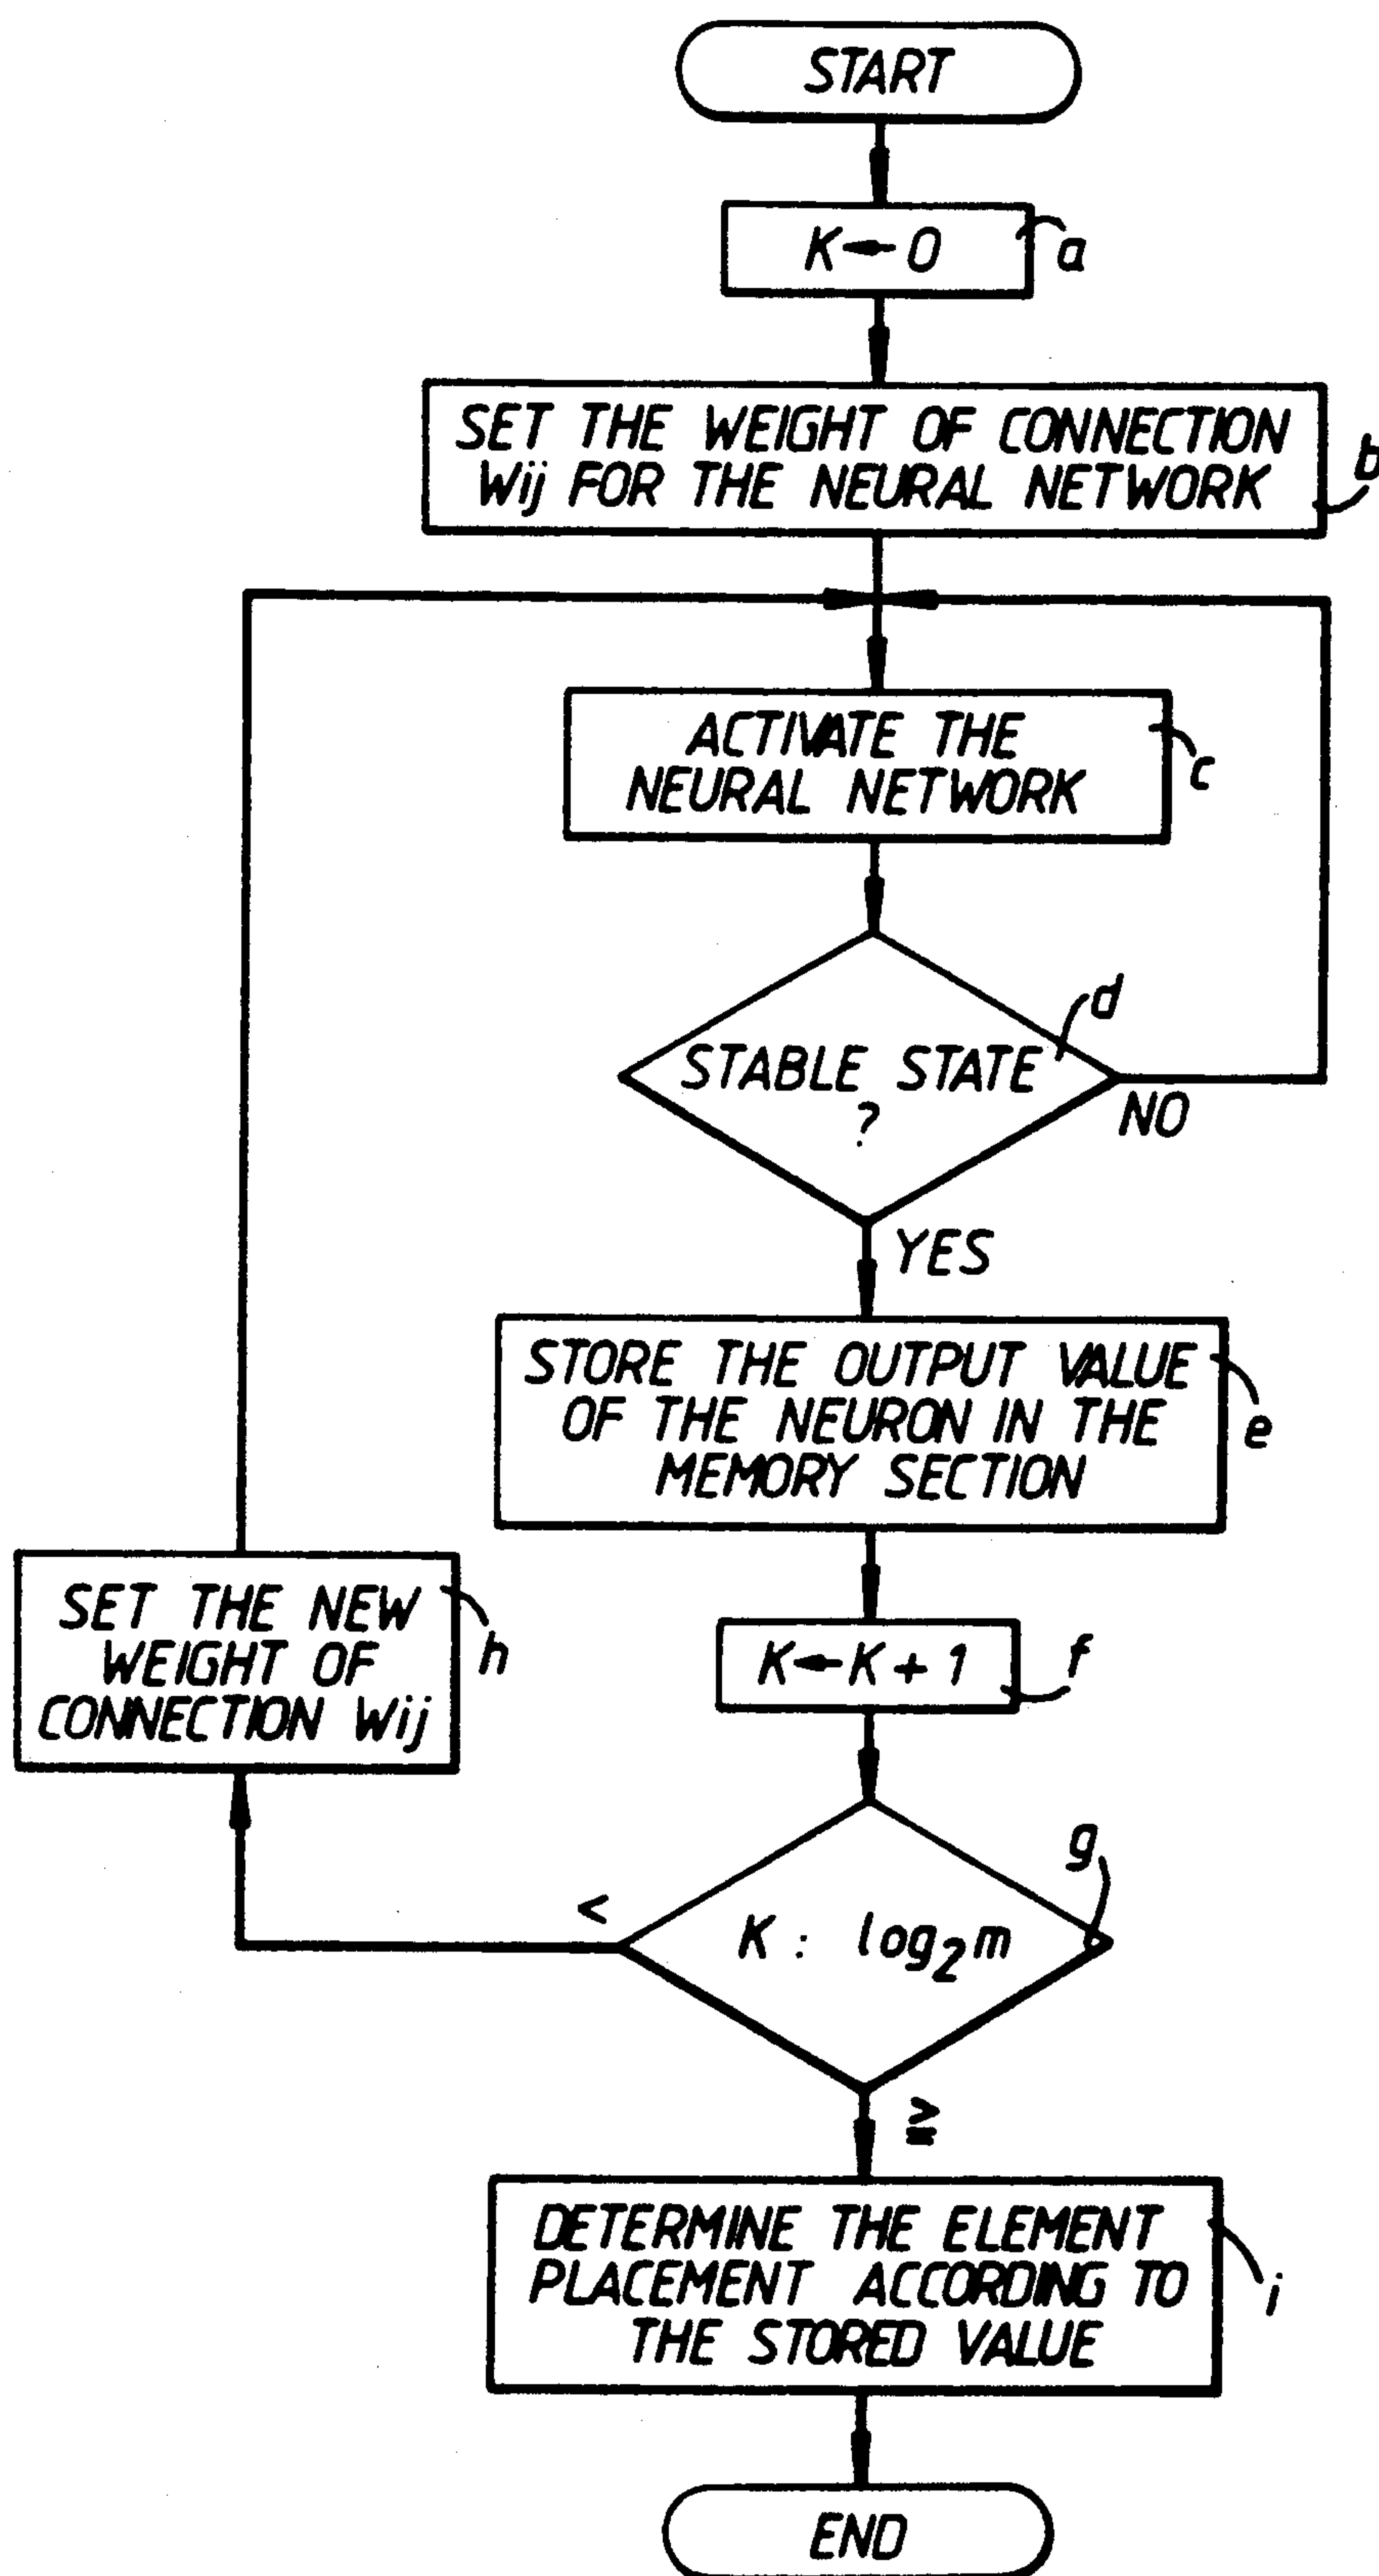 START
K←0
a
SET THE WEIGHT OF CONNECTION
Wij FOR THE NEURAL NETWORK
b
ACTIVATE THE
NEURAL NETWORK
c
d
STABLE STATE
?
NO
YES
STORE THE OUTPUT VALUE
OF THE NEURON IN THE
MEMORY SECTION
e
SET THE NEW
WEIGHT OF
CONNECTION Wij
h
K←K + 1
f
g
<
K : log2m
≧
DETERMINE THE ELEMENT
PLACEMENT ACCORDING TO
THE STORED VALUE
i
END